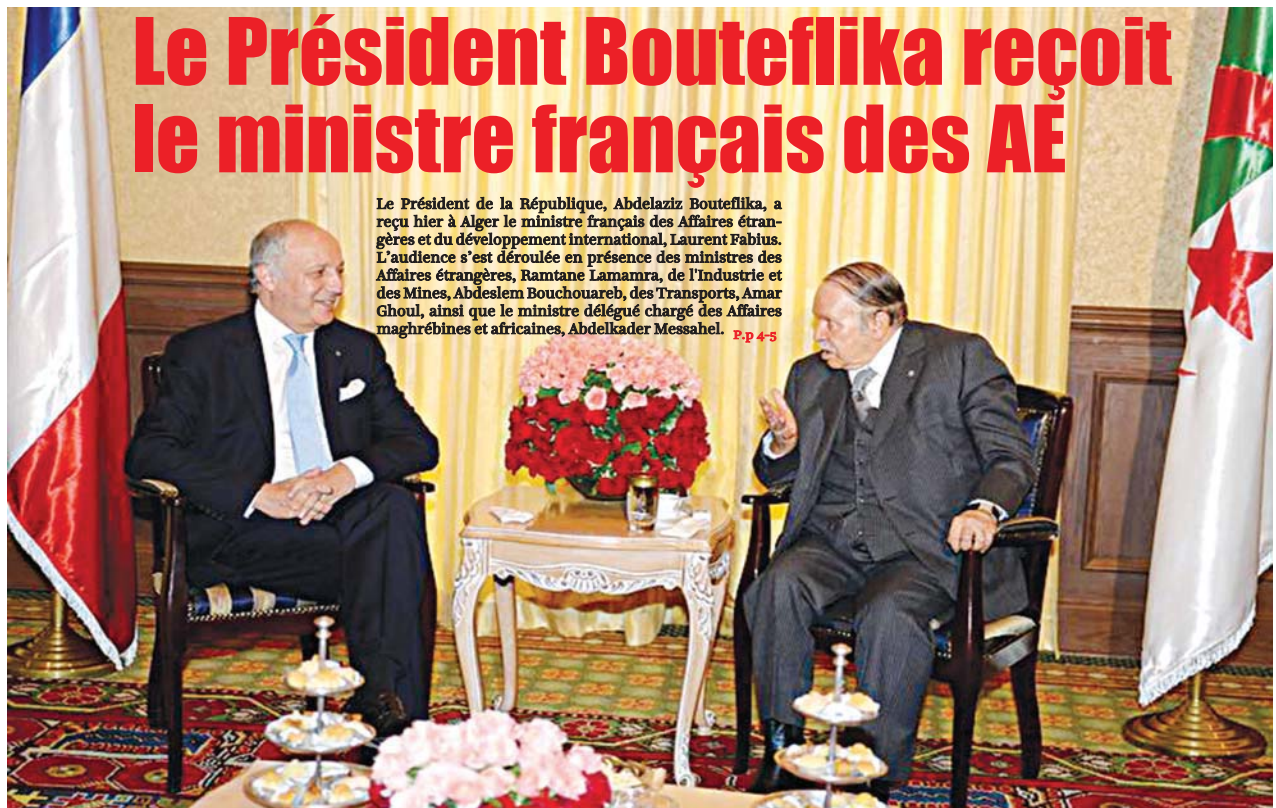 Le Président Bouteflika reçoit
le ministre français des AE
Le Président de la République, Abdelaziz Bouteflika, a
reçu hier à Alger le ministre français des Affaires étran-
gères et du développement international, Laurent Fabius.
L'audience s'est déroulée en présence des ministres des
Affaires étrangères, Ramtane Lamamra, de l'Industrie et
des Mines, Abdeslem Bouchouareb, des Transports, Amar
Ghoul, ainsi que le ministre délégué chargé des Affaires
maghrébines et africaines, Abdelkader Messahel.
P.p 4-5